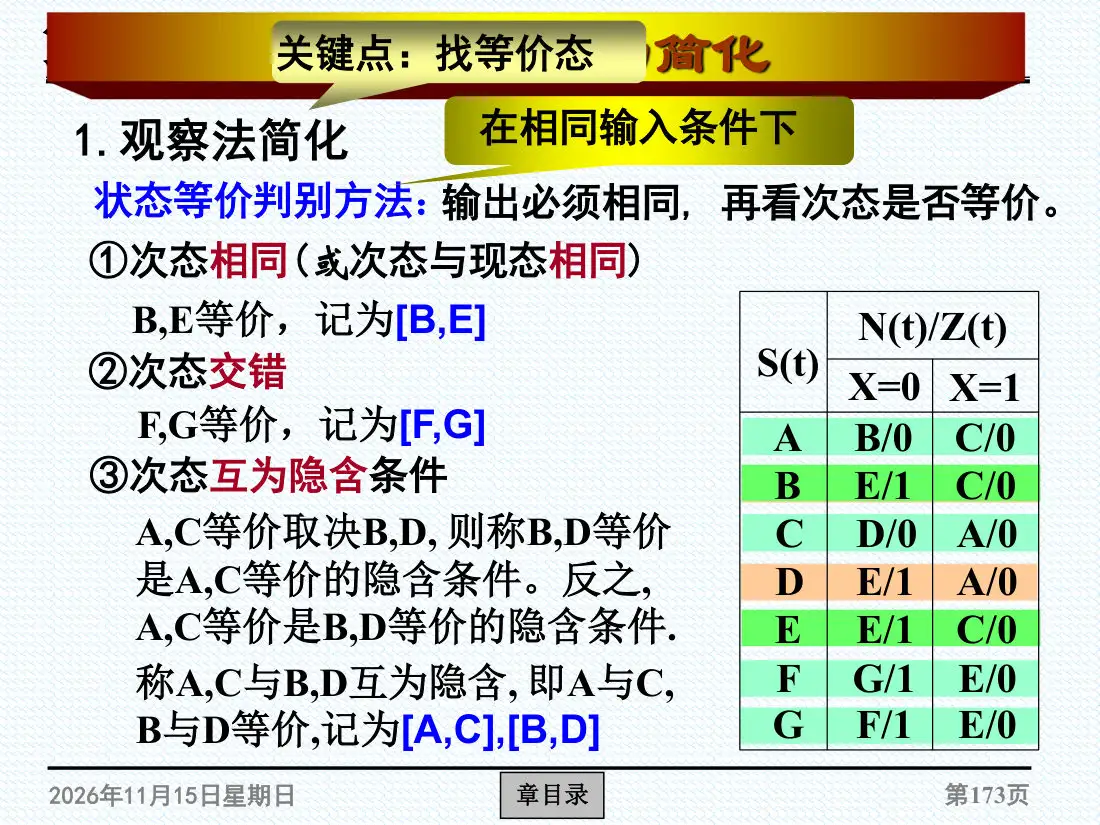 关键点：找等价态
简化
在相同输入条件下
1.观察法简化
状态等价判别方法：输出必须相同, 再看次态是否等价。
①次态相同(或次态与现态相同)
B,E等价，记为[B,E]
②次态交错
F,G等价，记为[F,G]
③次态互为隐含条件
A,C等价取决B,D, 则称B,D等价
是A,C等价的隐含条件。反之,
A,C等价是B,D等价的隐含条件.
称A,C与B,D互为隐含, 即A与C,
B与D等价,记为[A,C],[B,D]
S(t) N(t)/Z(t)
X=0 X=1
A B/0 C/0
B E/1 C/0
C D/0 A/0
D E/1 A/0
E E/1 C/0
F G/1 E/0
G F/1 E/0
2026年11月15日星期日
章目录
第173页